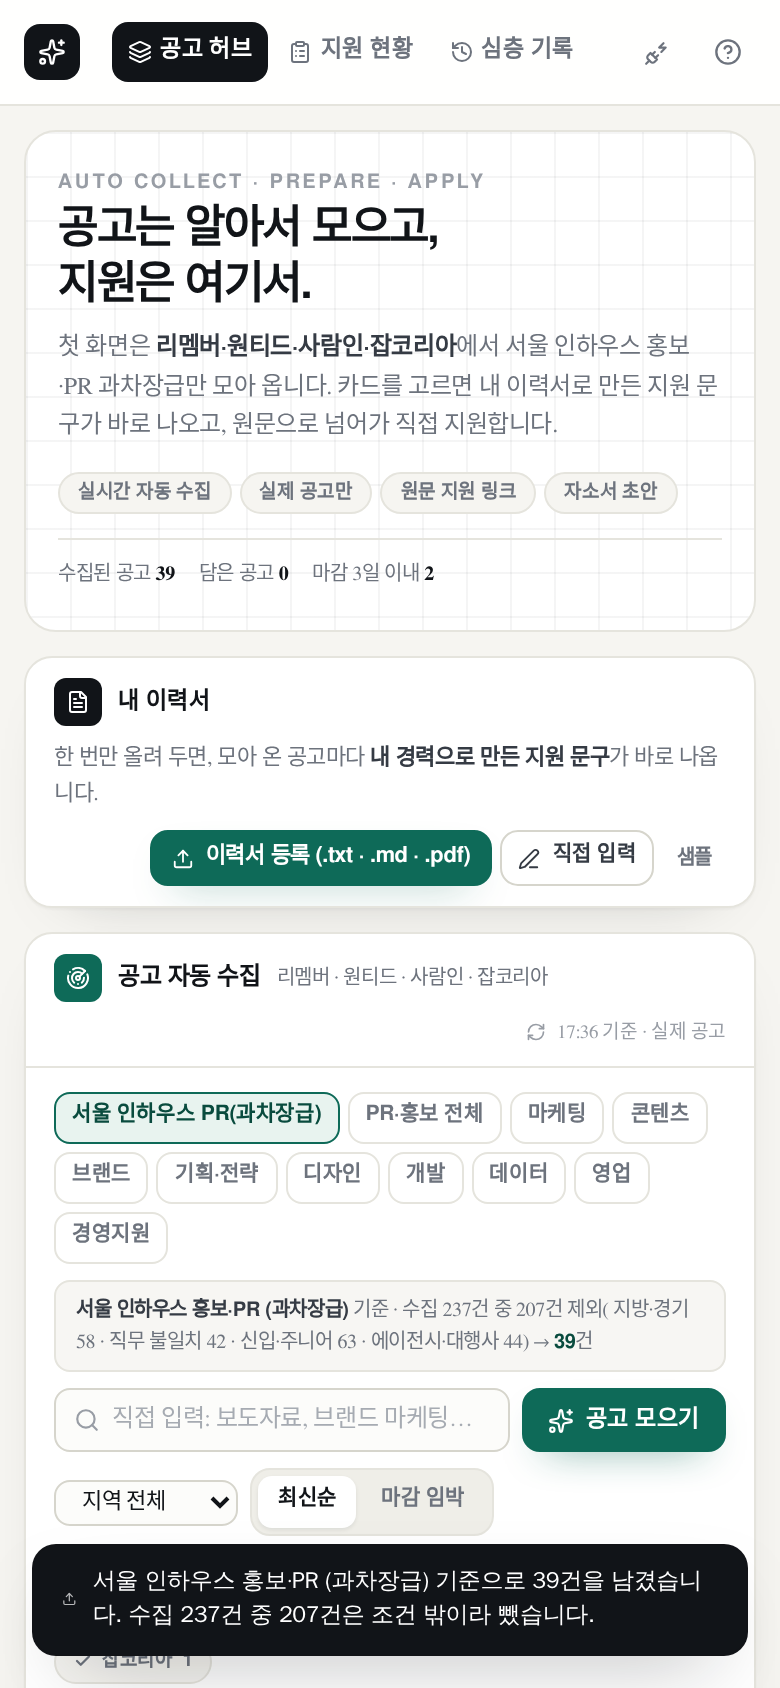 공고 허브
지원 현황
심층 기록
AUTO COLLECT · PREPARE · APPLY
공고는 알아서 모으고,
지원은 여기서.
첫 화면은 리멤버·원티드·사람인·잡코리아에서 서울 인하우스 홍보
·PR 과차장급만 모아 옵니다. 카드를 고르면 내 이력서로 만든 지원 문
구가 바로 나오고, 원문으로 넘어가 직접 지원합니다.
실시간 자동 수집
실제 공고만
원문 지원 링크
자소서 초안
수집된 공고 39 담은 공고 0 마감 3일 이내 2
내 이력서
한 번만 올려 두면, 모아 온 공고마다 내 경력으로 만든 지원 문구가 바로 나옵
니다.
이력서 등록 (.txt · .md · .pdf)
직접 입력
샘플
공고 자동 수집 리멤버 · 원티드 · 사람인 · 잡코리아
17:36 기준 · 실제 공고
서울 인하우스 PR(과차장급)
PR·홍보 전체
마케팅
콘텐츠
브랜드
기획·전략
디자인
개발
데이터
영업
경영지원
서울 인하우스 홍보·PR (과차장급) 기준 · 수집 237건 중 207건 제외( 지방·경기
58 · 직무 불일치 42 · 신입·주니어 63 · 에이전시·대행사 44) → 39건
직접 입력: 보도자료, 브랜드 마케팅…
공고 모으기
지역 전체
최신순
마감 임박
서울 인하우스 홍보·PR (과차장급) 기준으로 39건을 남겼습니
다. 수집 237건 중 207건은 조건 밖이라 뺐습니다.
잡코리아 1